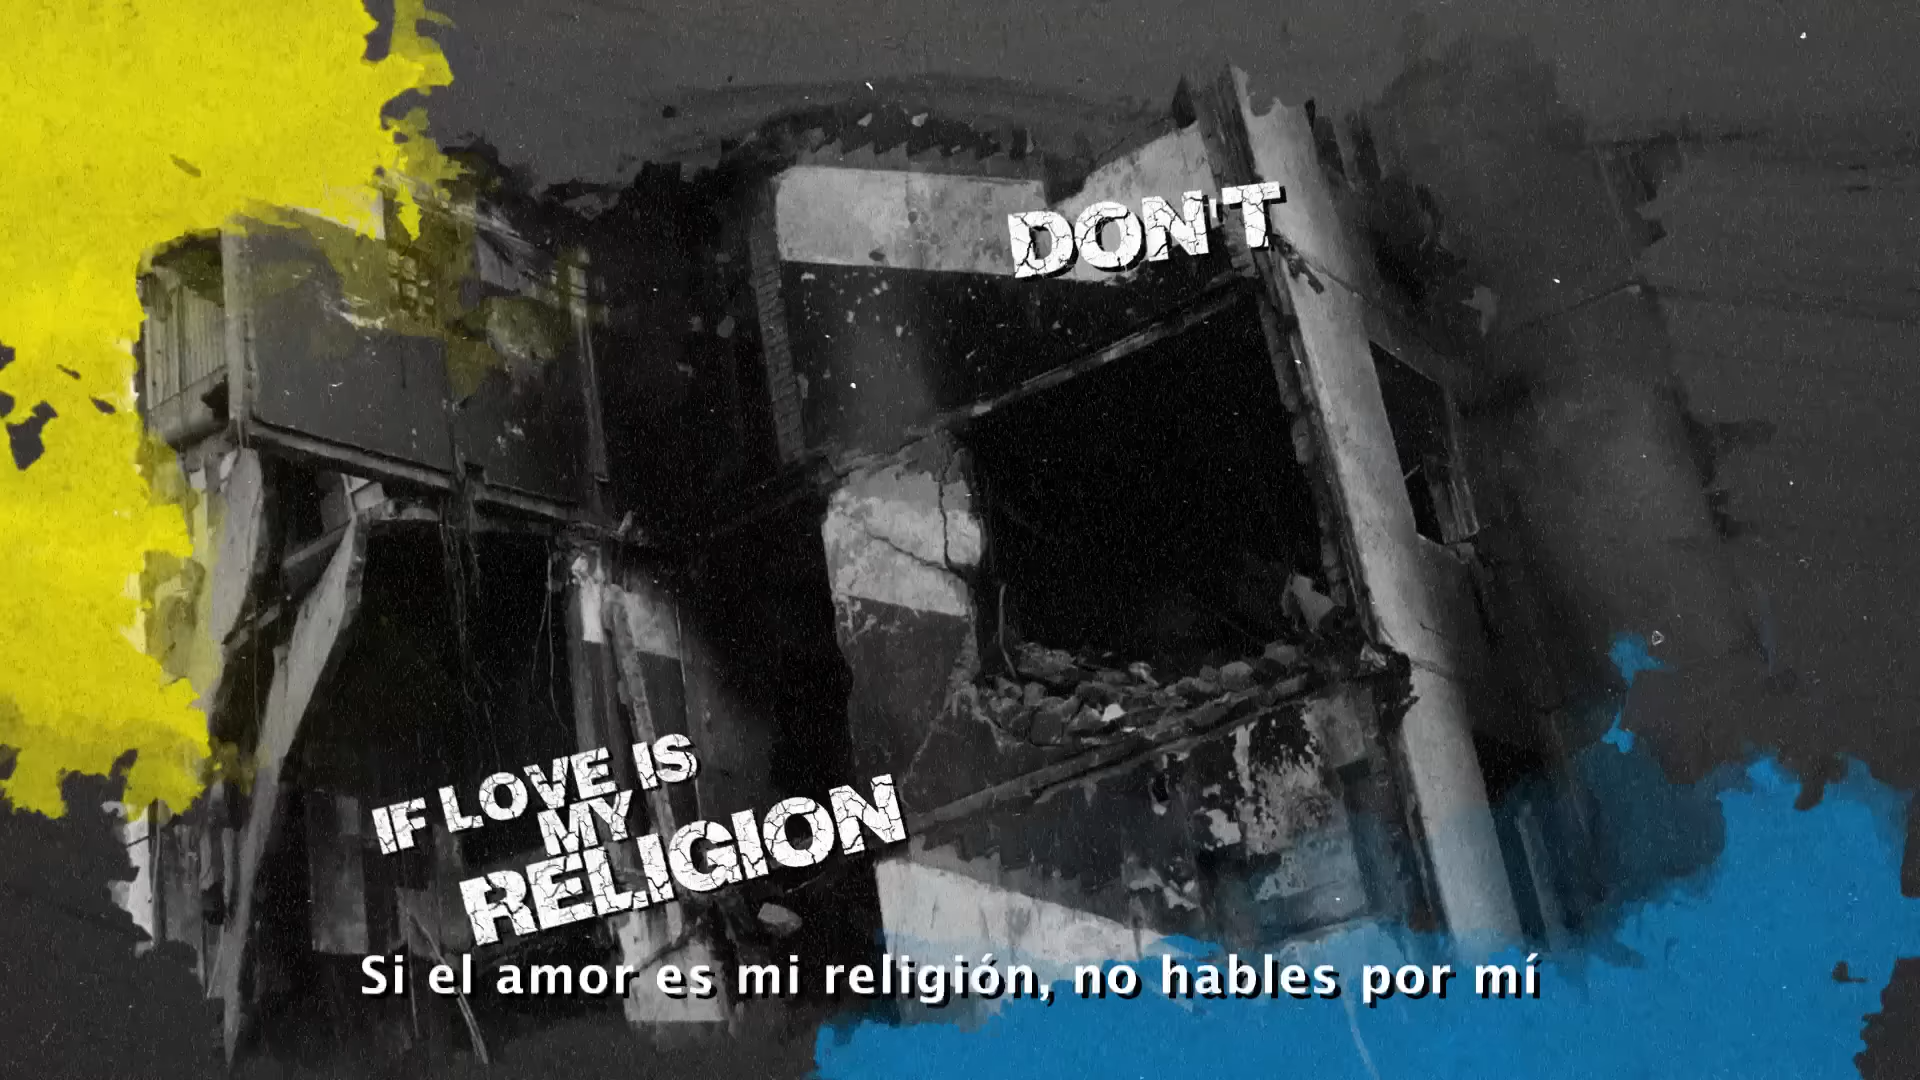 DON'T
IF LOVE IS
MY
RELIGION
Si el amor es mi religión, no hables por mí